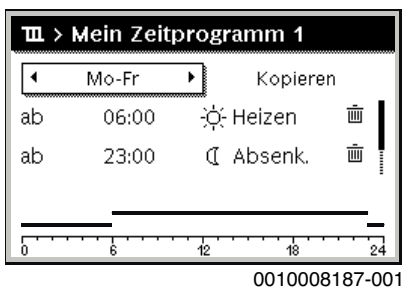 > Mein Zeitprogramm 1
Mo-Fr Kopieren
ab 06:00 Heizen
ab 23:00 Absenk.
0 6 12 18 24
0010008187-001